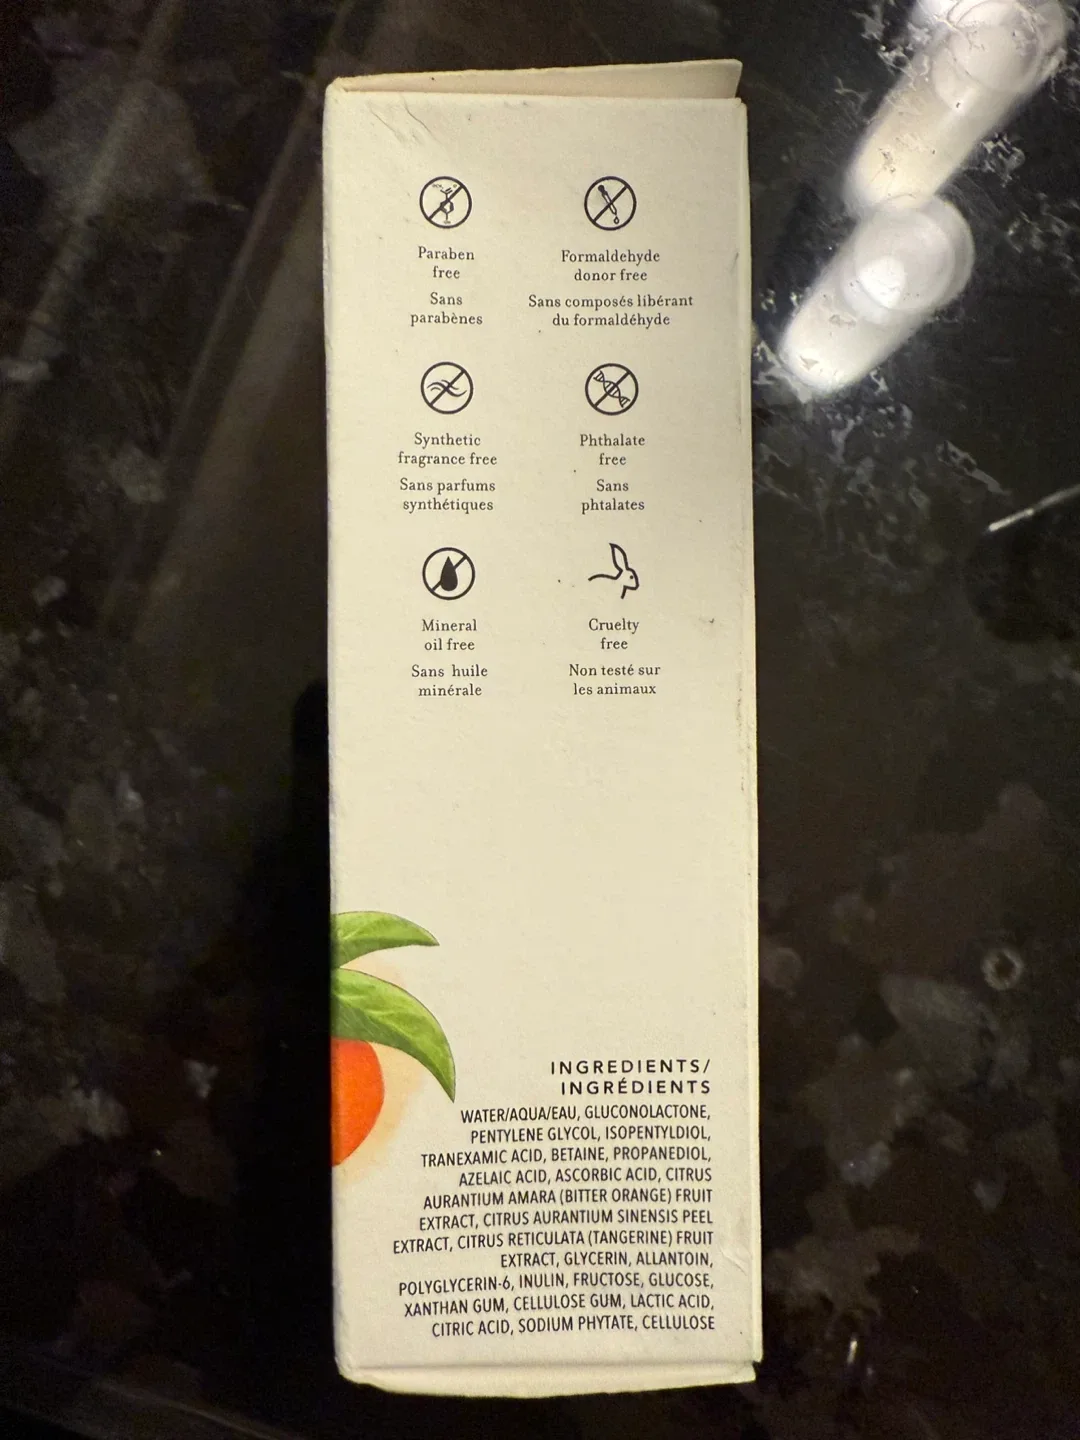 Paraben
free
Sans
parabènes
Formaldehyde
donor free
Sans composés libérant
du formaldéhyde
Synthetic
fragrance free
Sans parfums
synthétiques
Phthalate
free
Sans
phtalates
Mineral
oil free
Sans huile
minérale
Cruelty
free
Non testé sur
les animaux
INGREDIENTS/
INGRÉDIENTS
WATER/AQUA/EAU, GLUCONOLACTONE,
PENTYLENE GLYCOL, ISOPENTYLDIOL,
TRANEXAMIC ACID, BETAINE, PROPANEDIOL,
AZELAIC ACID, ASCORBIC ACID, CITRUS
AURANTIUM AMARA (BITTER ORANGE) FRUIT
EXTRACT, CITRUS AURANTIUM SINENSIS PEEL
EXTRACT, CITRUS RETICULATA (TANGERINE) FRUIT
EXTRACT, GLYCERIN, ALLANTOIN,
POLYGLYCERIN-6, INULIN, FRUCTOSE, GLUCOSE,
XANTHAN GUM, CELLULOSE GUM, LACTIC ACID,
CITRIC ACID, SODIUM PHYTATE, CELLULOSE